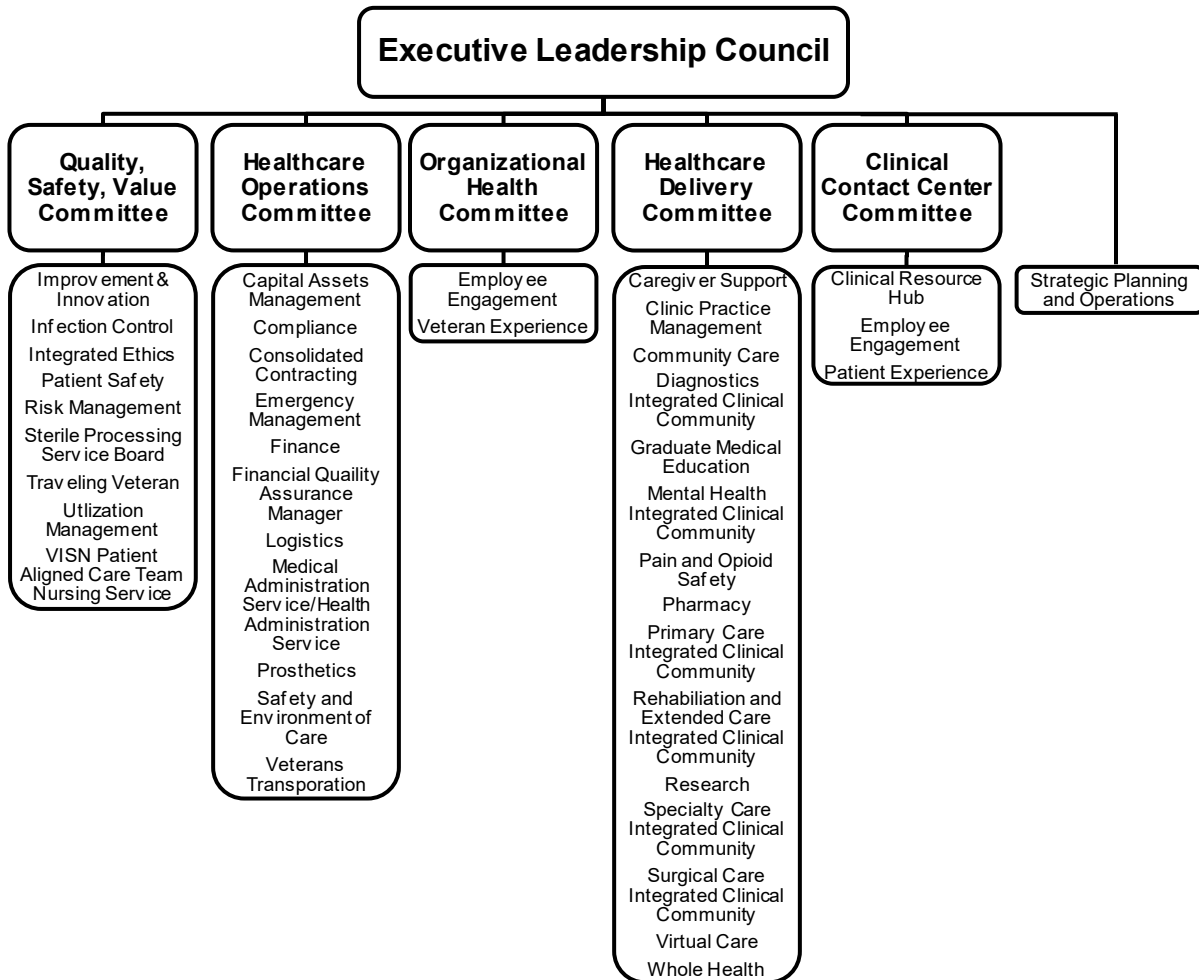 Executive Leadership Council
Quality,
Safety, Value
Committee
Healthcare
Operations
Committee
Organizational
Health
Committee
Healthcare
Delivery
Committee
Clinical
Contact Center
Committee
Improvement &
Innovation
Infection Control
Integrated Ethics
Patient Safety
Risk Management
Sterile Processing
Service Board
Traveling Veteran
Utlization
Management
VISN Patient
Aligned Care Team
Nursing Service
Capital Assets
Management
Compliance
Consolidated
Contracting
Emergency
Management
Finance
Financial Quaility
Assurance
Manager
Logistics
Medical
Administration
Service/Health
Administration
Service
Prosthetics
Safety and
Environment of
Care
Veterans
Transporation
Employee
Engagement
Veteran Experience
Caregiver Support
Clinic Practice
Management
Community Care
Diagnostics
Integrated Clinical
Community
Graduate Medical
Education
Mental Health
Integrated Clinical
Community
Pain and Opioid
Safety
Pharmacy
Primary Care
Integrated Clinical
Community
Rehabiliation and
Extended Care
Integrated Clinical
Community
Research
Specialty Care
Integrated Clinical
Community
Surgical Care
Integrated Clinical
Community
Virtual Care
Whole Health
Clinical Resource
Hub
Employee
Engagement
Patient Experience
Strategic Planning
and Operations